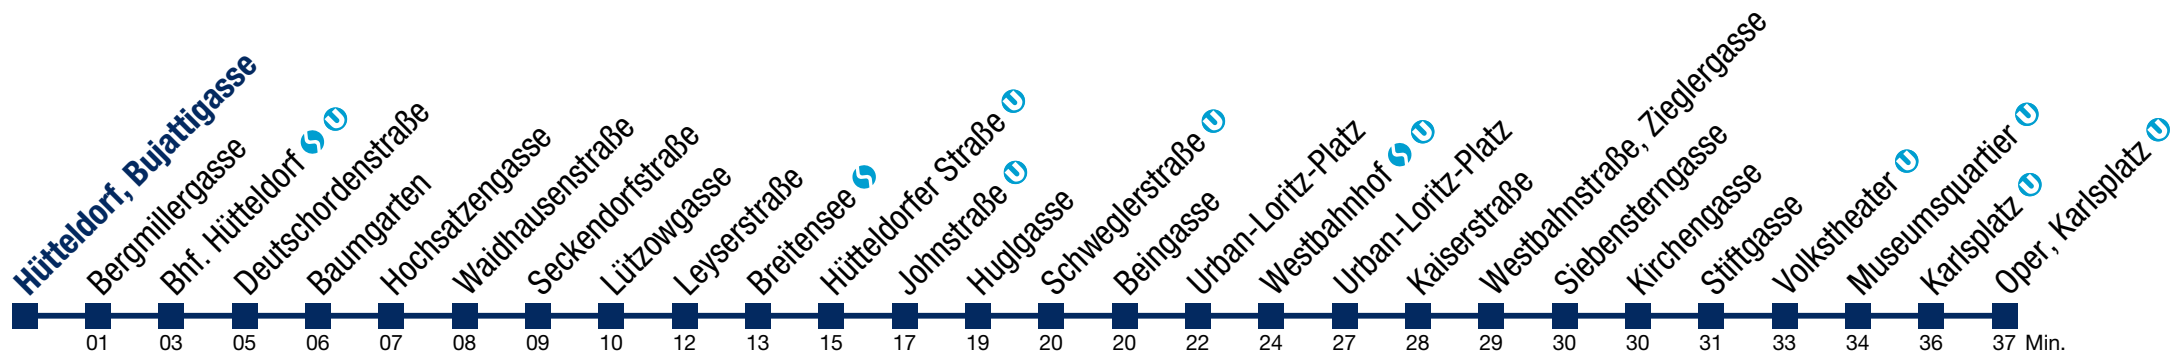 Hütteldorf, Bujattigasse
Bergmillergasse
Bhf. Hütteldorf
Deutschordenstraße
Baumgarten
Hochsatzengasse
Waidhausenstraße
Seckendorfstraße
Lützowgasse
Leyserstraße
Breitensee
Hütteldorfer Straße
Johnstraße
Huglgasse
Schweglerstraße
Beingasse
Urban-Loritz-Platz
Westbahnhof
Urban-Loritz-Platz
Kaiserstraße
Westbahnstraße, Zieglergasse
Siebensterngasse
Kirchengasse
Stiftgasse
Volkstheater
Museumsquartier
Karlsplatz
Oper, Karlsplatz
01 03 05 06 07 08 09 10 12 13 15 17 19 20 20 22 24 27 28 29 30 30 31 33 34 36 37 Min.